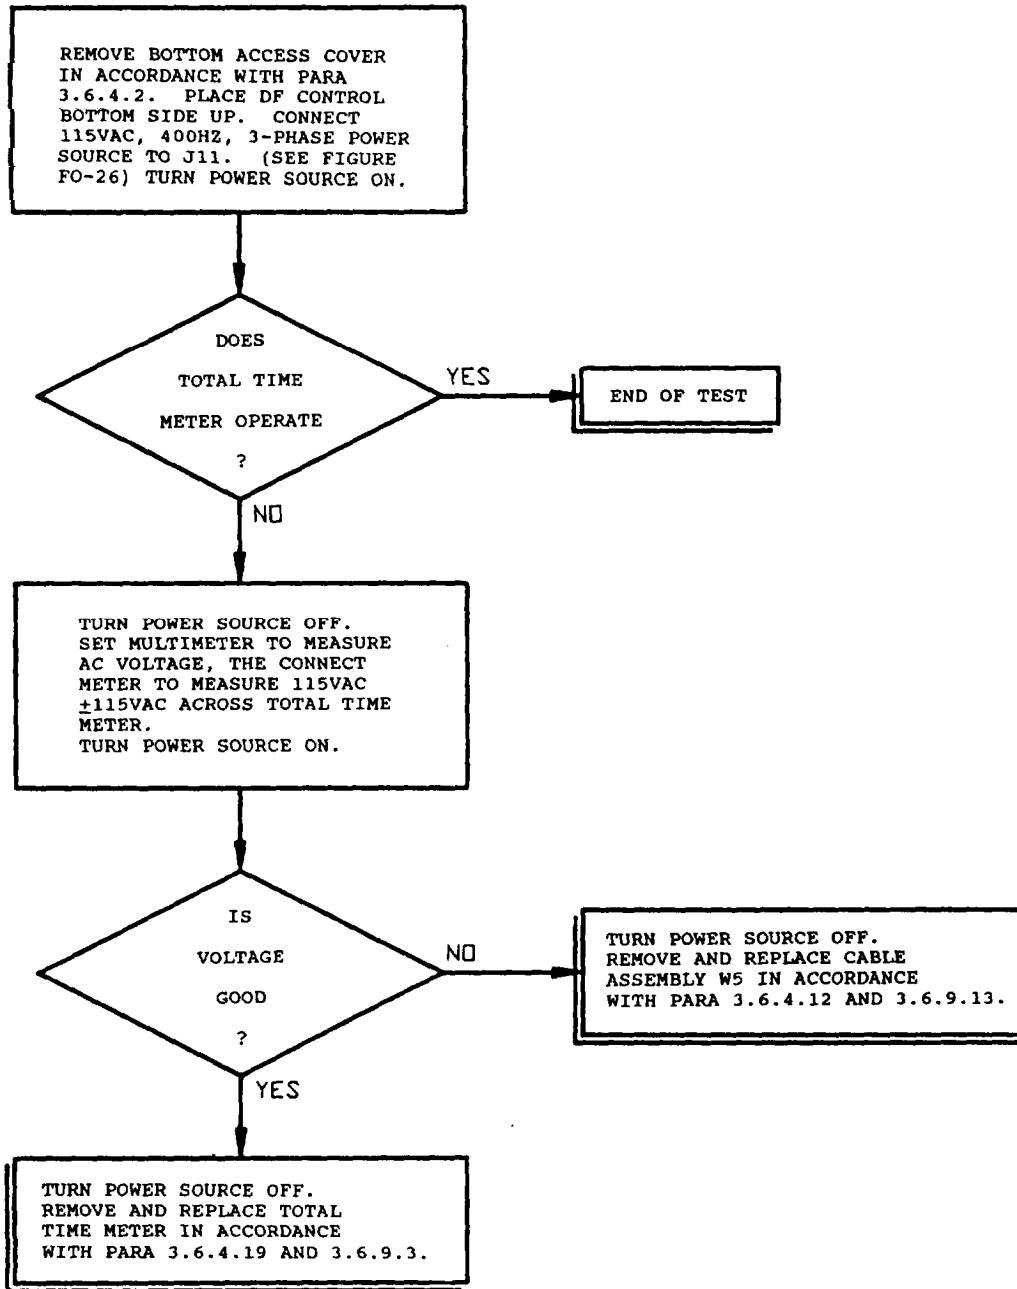 REMOVE BOTTOM ACCESS COVER
IN ACCORDANCE WITH PARA
3.6.4.2. PLACE DF CONTROL
BOTTOM SIDE UP. CONNECT
115VAC, 400HZ, 3-PHASE POWER
SOURCE TO J11. (SEE FIGURE
FO-26) TURN POWER SOURCE ON.
DOES
TOTAL TIME
METER OPERATE
?
YES
END OF TEST
NO
TURN POWER SOURCE OFF.
SET MULTIMETER TO MEASURE
AC VOLTAGE, THE CONNECT
METER TO MEASURE 115VAC
±115VAC ACROSS TOTAL TIME
METER.
TURN POWER SOURCE ON.
IS
VOLTAGE
GOOD
?
NO
TURN POWER SOURCE OFF.
REMOVE AND REPLACE CABLE
ASSEMBLY W5 IN ACCORDANCE
WITH PARA 3.6.4.12 AND 3.6.9.13.
YES
TURN POWER SOURCE OFF.
REMOVE AND REPLACE TOTAL
TIME METER IN ACCORDANCE
WITH PARA 3.6.4.19 AND 3.6.9.3.